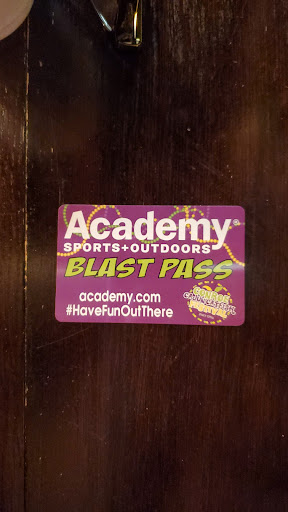 Academy®
SPORTS+OUTDOORS
BLAST PASS
academy.com
#HaveFunOutThere